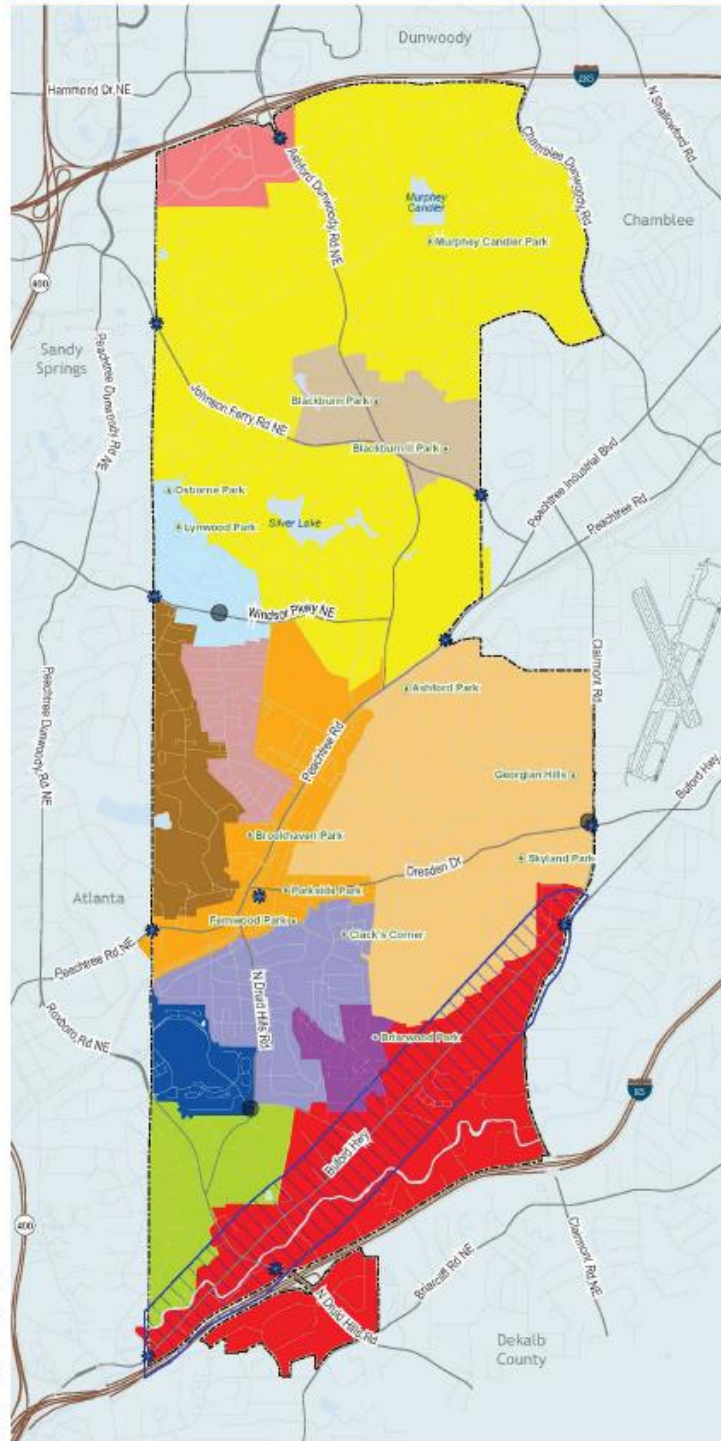 Dunwoody
285
Hammond Dr,NE
N Shallowford Rd
Ashford Dunwoody,Rd NE
Chamblee Dunwoody Rd
Murphey
Candler
Chamblee
Murphey Candler Park
400
Sandy
Springs
Peachtree Dunwoody Rd NE
Johnson Ferry, Rd NE
Blackburn Park
Blackburn II Park
Peachtree Industrial Blvd
Peachtree Rd
Osborne Park
Lynwood Park
Silver Lake
Windsor Pkwy NE
Clairmont Rd
Peachtree Dunwoody, Rd NE
Ashford Park
Peachtree Rd
Georgian Hills
Buford Hwy
Brookhaven Park
Dresden Dr
Skyland Park
Atlanta
Parkside Park
Fernwood Park
Clack's Corner
Peachtree Rd,NE
N Druid Hills Rd
Roxboro, Rd NE
Briarwood Park
85
Buford Hwy
400
Clairmont Rd, NE
Briarcliff Rd NE
N Druid Hills Rd
Dekalb
County